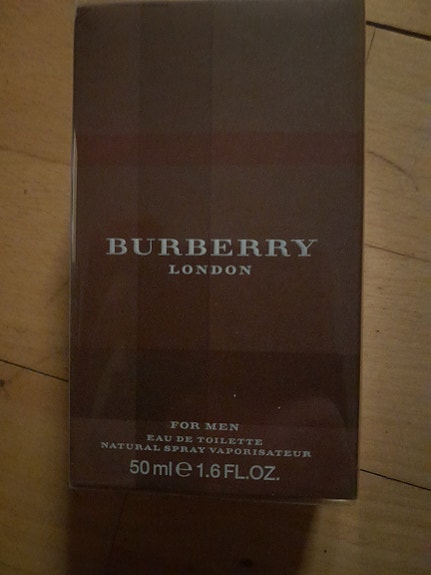 BURBERRY
LONDON
FOR MEN
EAU DE TOILETTE
NATURAL SPRAY VAPORISATEUR
50 ml ℮ 1.6 FL.OZ.